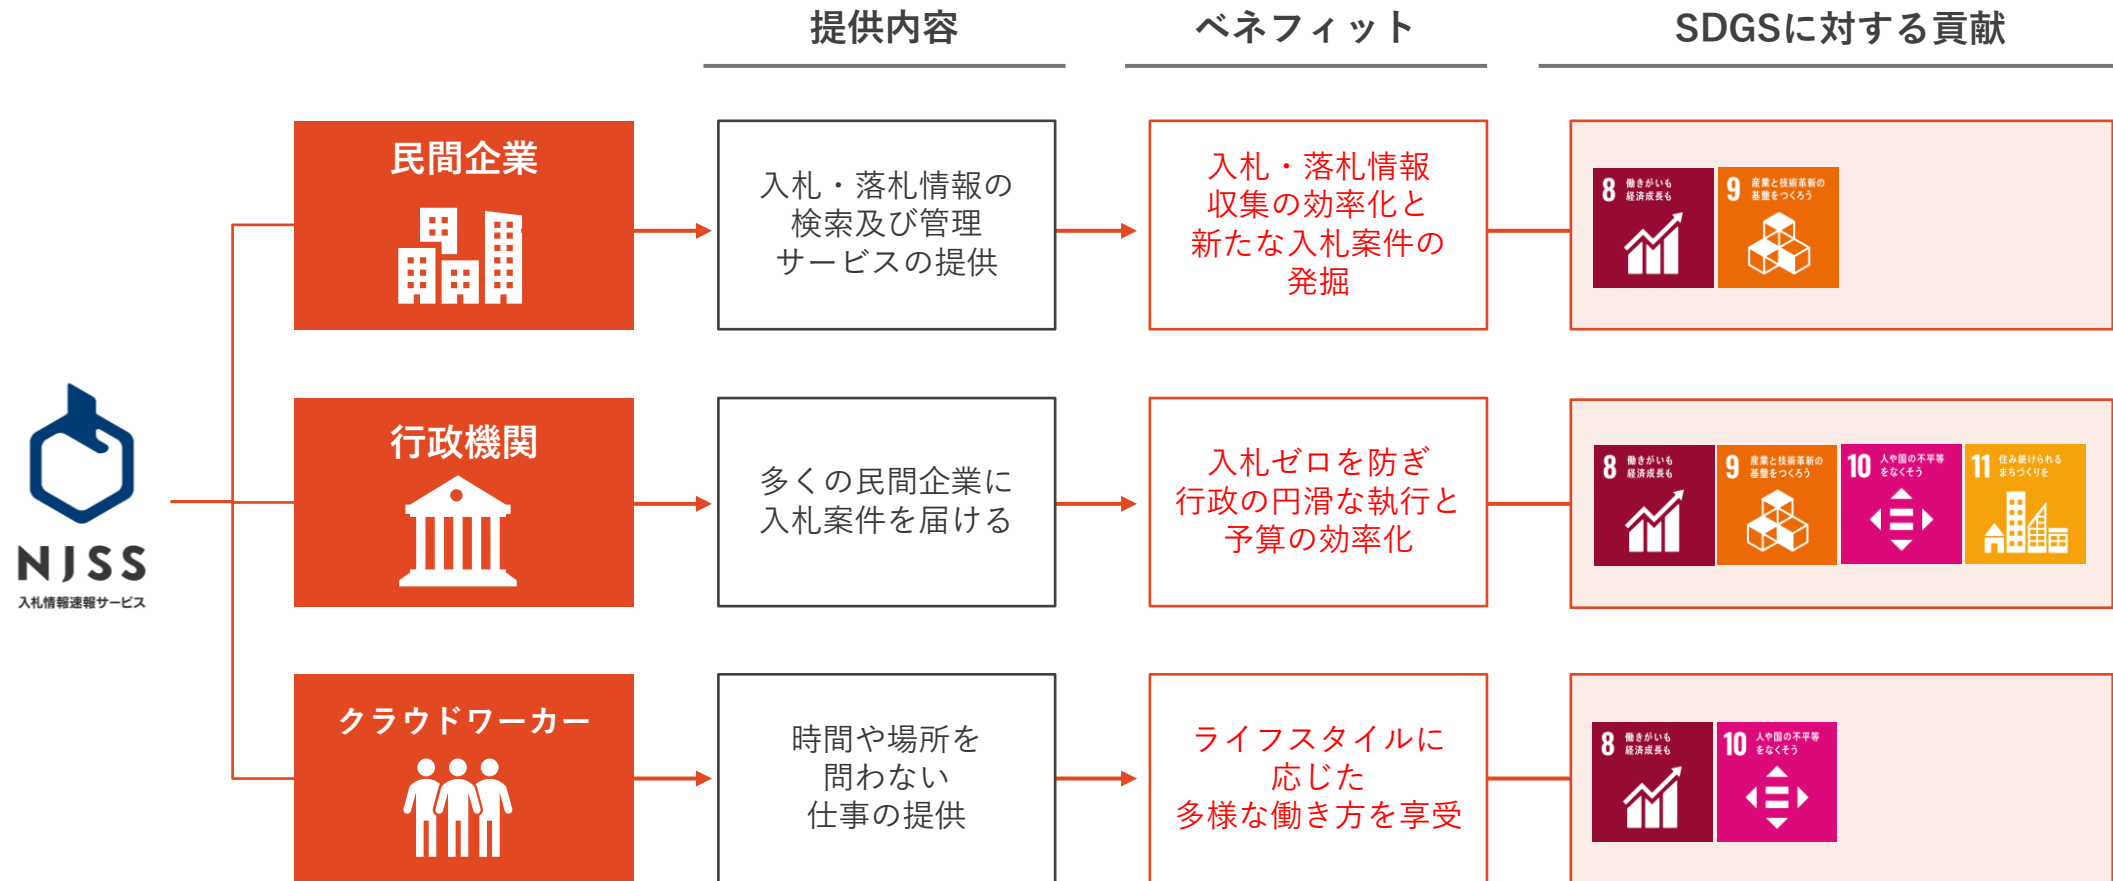 提供内容
ベネフィット
SDGSに対する貢献
民間企業
入札・落札情報の
検索及び管理
サービスの提供
入札・落札情報
収集の効率化と
新たな入札案件の
発掘
8 働きがいも
経済成長も
9 産業と技術革新の
基盤をつくろう
NJSS
入札情報速報サービス
行政機関
多くの民間企業に
入札案件を届ける
入札ゼロを防ぎ
行政の円滑な執行と
予算の効率化
8 働きがいも
経済成長も
9 産業と技術革新の
基盤をつくろう
10 人や国の不平等
をなくそう
11 住み続けられる
まちづくりを
クラウドワーカー
時間や場所を
問わない
仕事の提供
ライフスタイルに
応じた
多様な働き方を享受
8 働きがいも
経済成長も
10 人や国の不平等
をなくそう